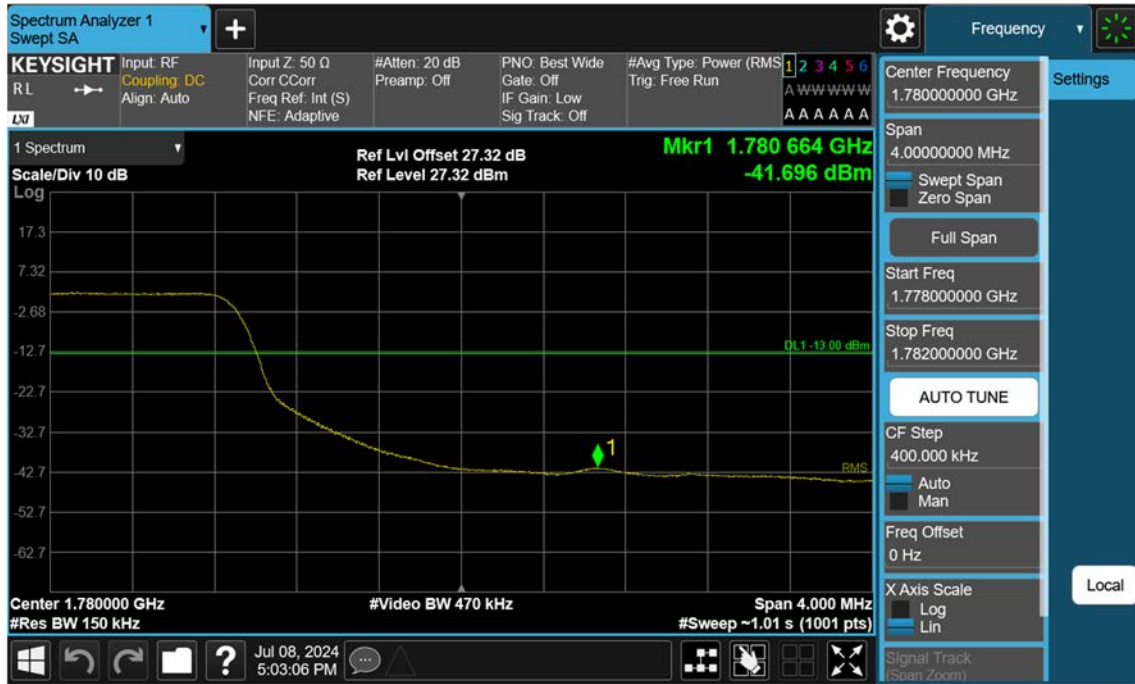 Spectrum Analyzer 1
Swept SA
+
Frequency
KEYSIGHT
R L
LXI
Input: RF
Coupling: DC
Align: Auto
Input Z: 50 Ω
Corr CCorr
Freq Ref: Int (S)
NFE: Adaptive
#Atten: 20 dB
Preamp: Off
PNO: Best Wide
Gate: Off
IF Gain: Low
Sig Track: Off
#Avg Type: Power (RMS
Trig: Free Run
1 2 3 4 5 6
A W W W W W
A A A A A A
1 Spectrum
Scale/Div 10 dB
Ref Lvl Offset 27.32 dB
Ref Level 27.32 dBm
Mkr1 1.780 664 GHz
-41.696 dBm
Log
17.3
7.32
-2.68
-12.7
-22.7
-32.7
-42.7
-52.7
-62.7
DL1 -13.00 dBm
1
RMS
Center 1.780000 GHz
#Video BW 470 kHz
Span 4.000 MHz
#Res BW 150 kHz
#Sweep ~1.01 s (1001 pts)
Center Frequency
1.780000000 GHz
Settings
Span
4.00000000 MHz
Swept Span
Zero Span
Full Span
Start Freq
1.778000000 GHz
Stop Freq
1.782000000 GHz
AUTO TUNE
CF Step
400.000 kHz
Auto
Man
Freq Offset
0 Hz
X Axis Scale
Log
Lin
Local
Signal Track
(Span Zoom)
?
Jul 08, 2024
5:03:06 PM